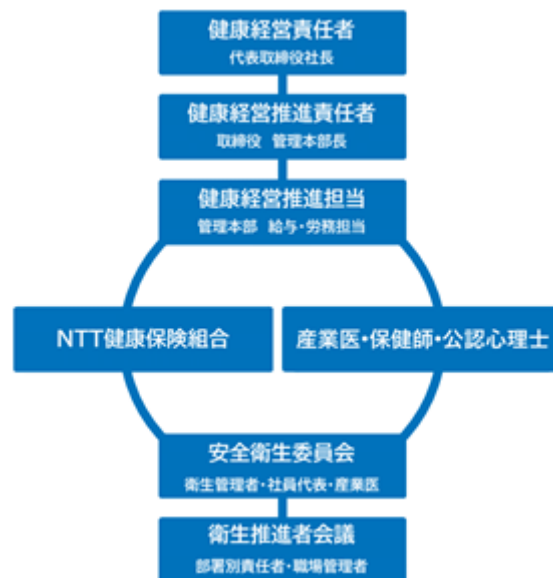 健康経営責任者
代表取締役社長
健康経営推進責任者
取締役 管理本部長
健康経営推進担当
管理本部 給与・労務担当
NTT健康保険組合
産業医・保健師・公認心理士
安全衛生委員会
衛生管理者・社員代表・産業医
衛生推進者会議
部署別責任者・職場管理者